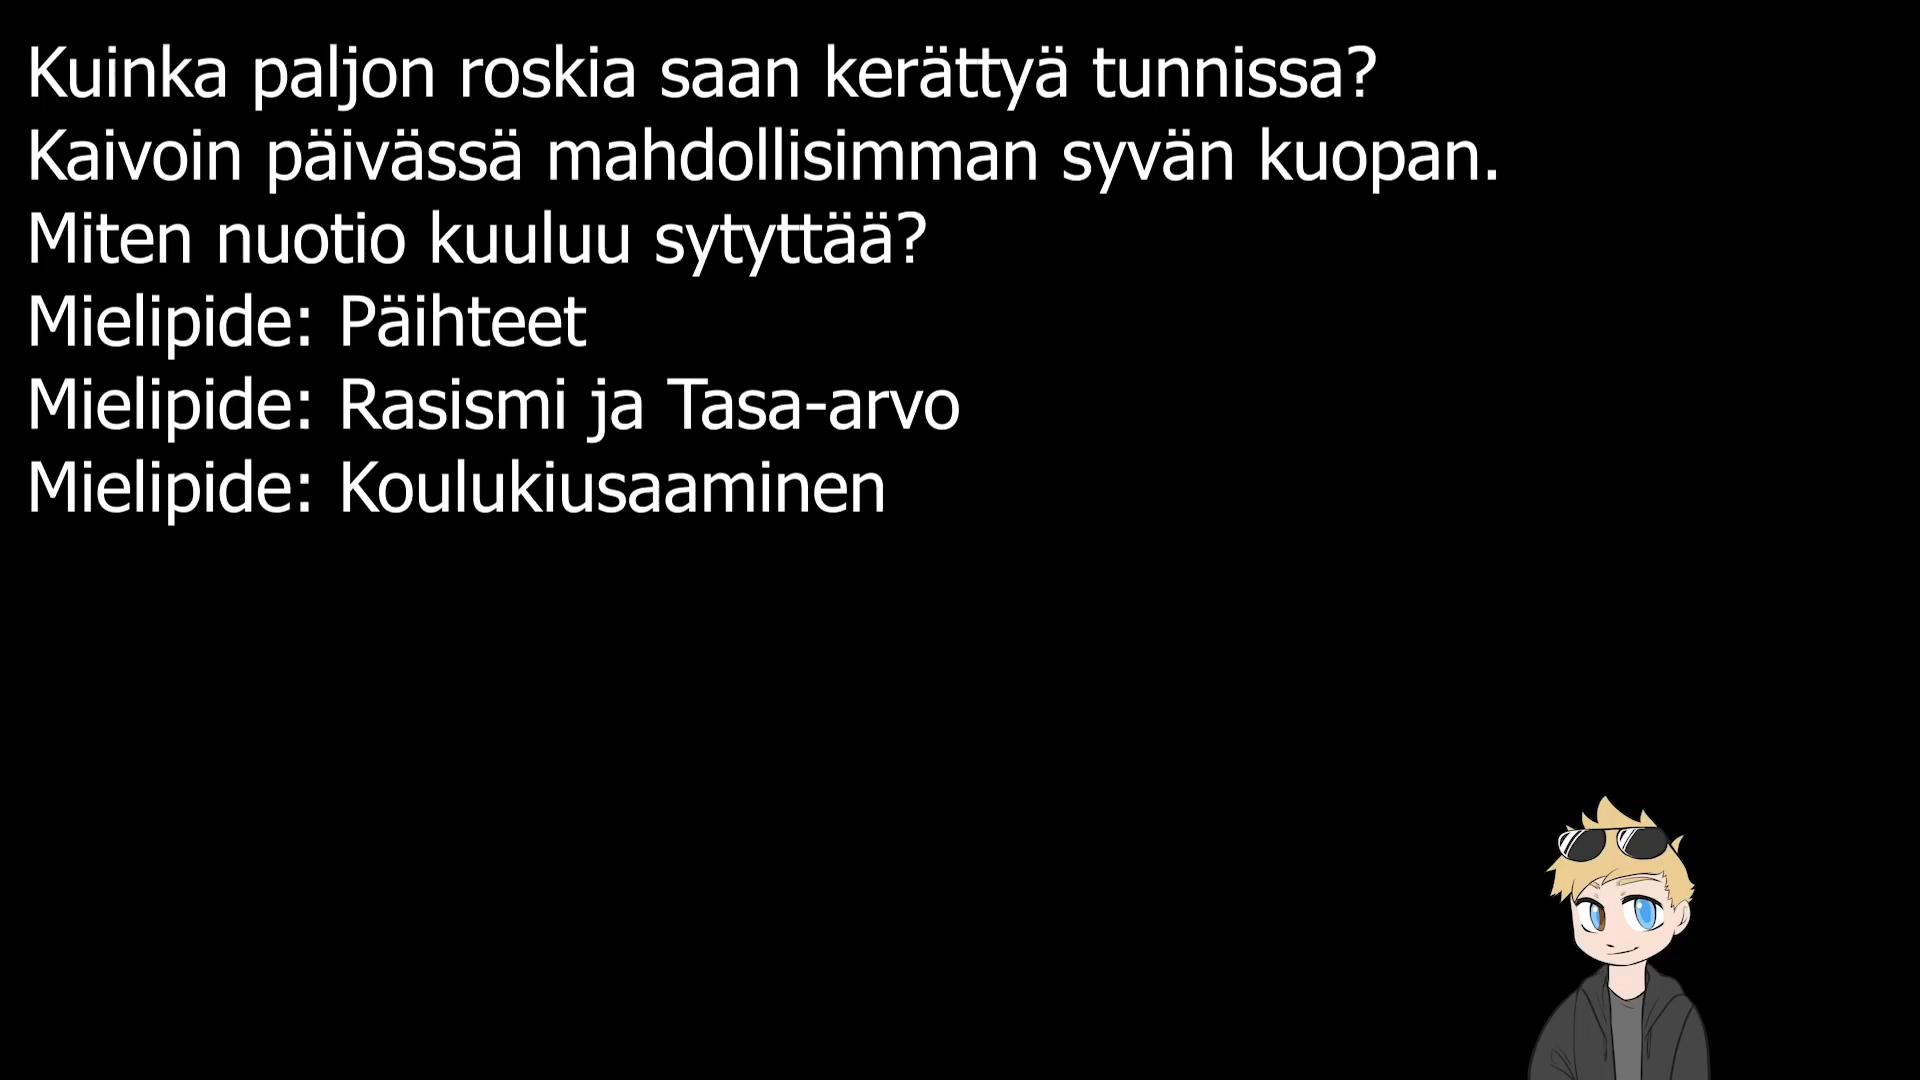 Kuinka paljon roskia saan kerättyä tunnissa?
Kaivoin päivässä mahdollisimman syvän kuopan.
Miten nuotio kuuluu sytyttää?
Mielipide: Päihteet
Mielipide: Rasismi ja Tasa-arvo
Mielipide: Koulukiusaaminen